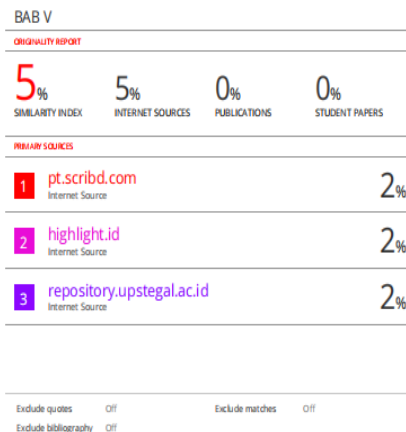 BAB V
ORIGINALITY REPORT
5% 5% 0% 0%
SIMILARITY INDEX INTERNET SOURCES PUBLICATIONS STUDENT PAPERS
PRIMARY SOURCES
1 pt.scribd.com 2%
Internet Source
2 highlight.id 2%
Internet Source
3 repository.upstegal.ac.id 2%
Internet Source
Exclude quotes Off Exclude matches Off
Exclude bibliography Off